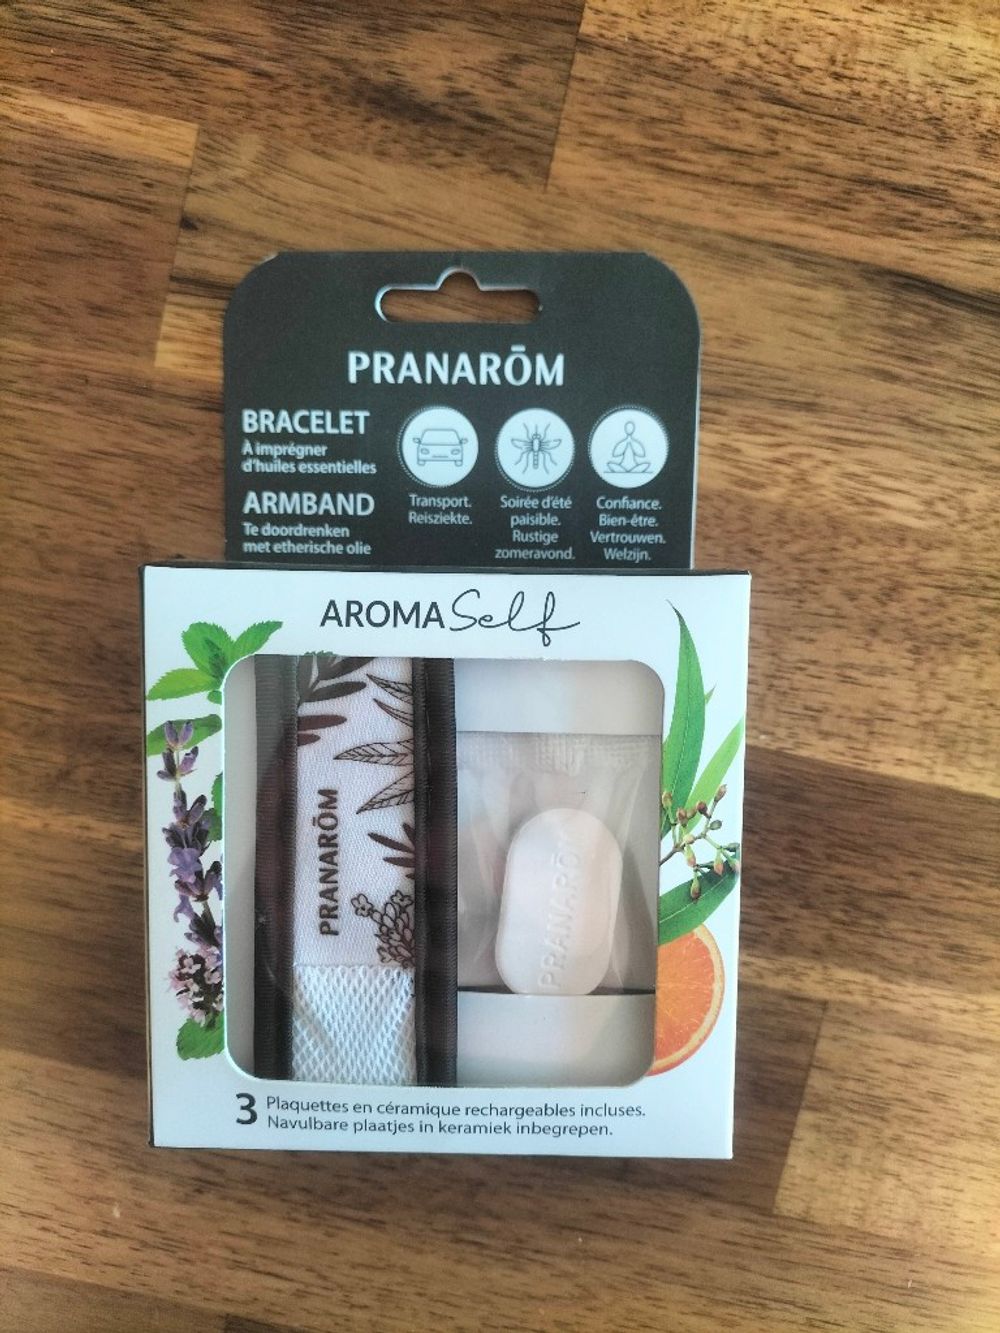 PRANARŌM
BRACELET
À imprégner
d'huiles essentielles
ARMBAND
Te doordrenken
met etherische olie
Transport.
Reisziekte.
Soirée d'été
paisible.
Rustige
zomeravond.
Confiance.
Bien-être.
Vertrouwen.
Welzijn.
AROMA Self
PRANARŌM
PRANARŌM
3 Plaquettes en céramique rechargeables incluses.
Navulbare plaatjes in keramiek inbegrepen.